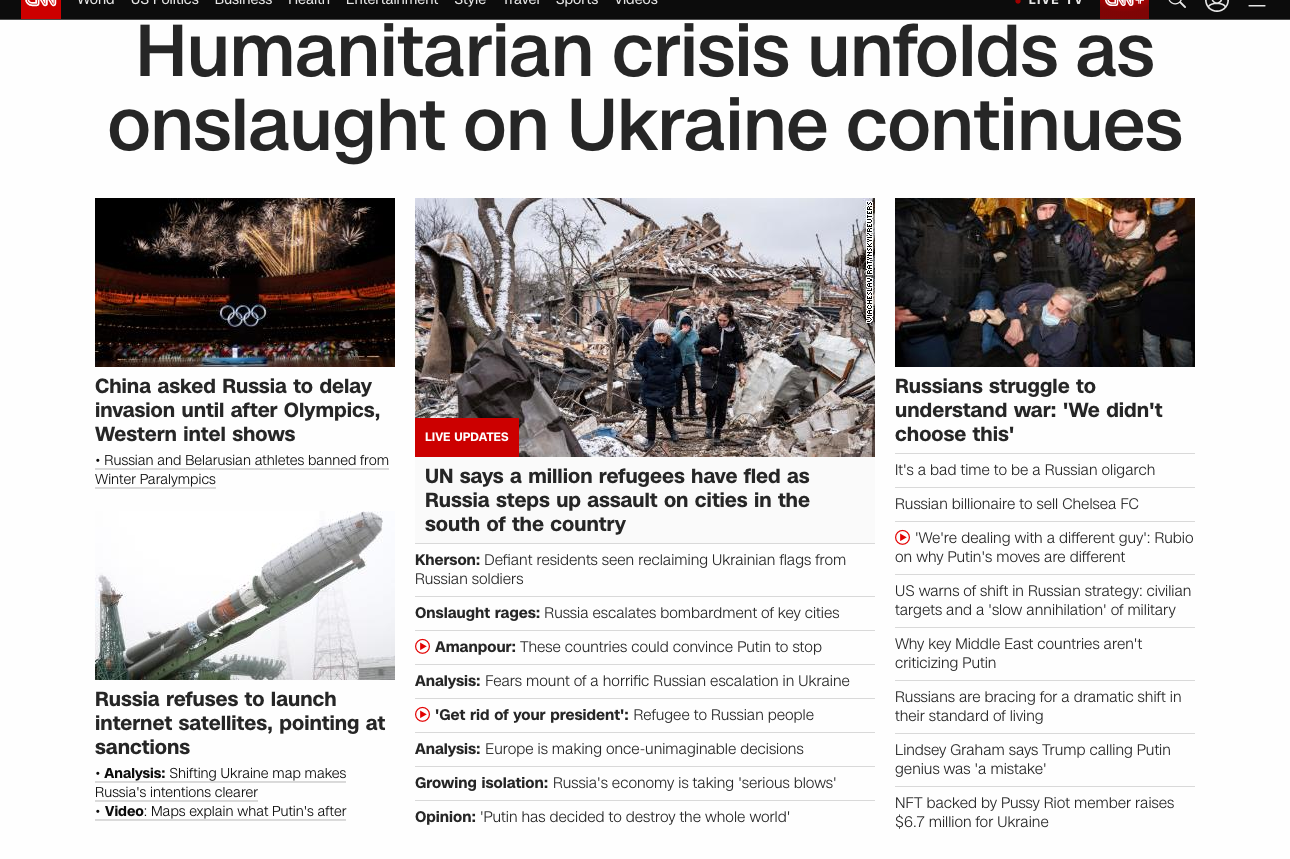 CNN World US Politics Business Health Entertainment Style Travel Sports Videos LIVE TV CNN+
Humanitarian crisis unfolds as
onslaught on Ukraine continues
China asked Russia to delay
invasion until after Olympics,
Western intel shows
• Russian and Belarusian athletes banned from
Winter Paralympics
Russia refuses to launch
internet satellites, pointing at
sanctions
• Analysis: Shifting Ukraine map makes
Russia's intentions clearer
• Video: Maps explain what Putin's after
VIACHESLAV RATYNSKYI/REUTERS
LIVE UPDATES
UN says a million refugees have fled as
Russia steps up assault on cities in the
south of the country
Kherson: Defiant residents seen reclaiming Ukrainian flags from
Russian soldiers
Onslaught rages: Russia escalates bombardment of key cities
Amanpour: These countries could convince Putin to stop
Analysis: Fears mount of a horrific Russian escalation in Ukraine
'Get rid of your president': Refugee to Russian people
Analysis: Europe is making once-unimaginable decisions
Growing isolation: Russia's economy is taking 'serious blows'
Opinion: 'Putin has decided to destroy the whole world'
Russians struggle to
understand war: 'We didn't
choose this'
It's a bad time to be a Russian oligarch
Russian billionaire to sell Chelsea FC
'We're dealing with a different guy': Rubio
on why Putin's moves are different
US warns of shift in Russian strategy: civilian
targets and a 'slow annihilation' of military
Why key Middle East countries aren't
criticizing Putin
Russians are bracing for a dramatic shift in
their standard of living
Lindsey Graham says Trump calling Putin
genius was 'a mistake'
NFT backed by Pussy Riot member raises
$6.7 million for Ukraine